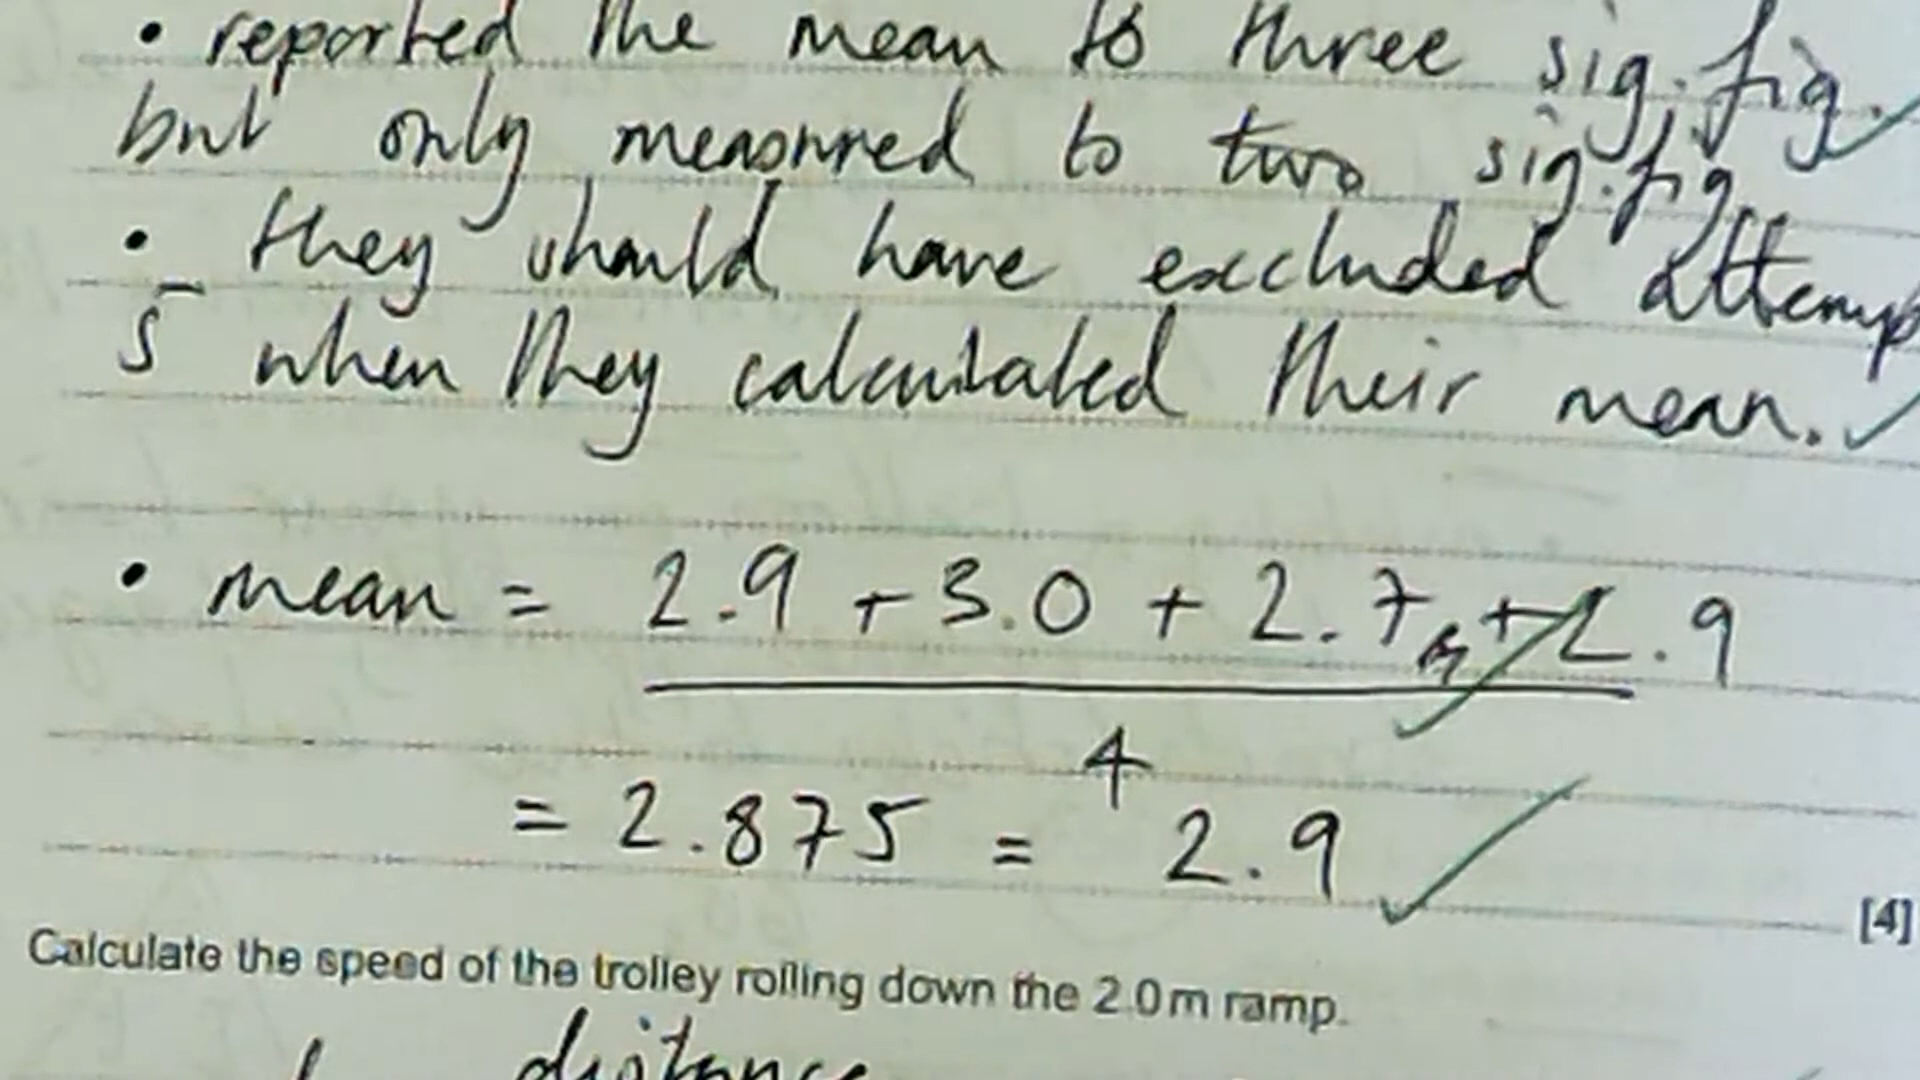 • reported the mean to three sig. fig.
but only measured to two sig. fig
• they should have excluded attemp
5 when they calculated their mean.
• mean = 2.9 + 3.0 + 2.7 + 2.9
4
= 2.875 = 2.9
[4]
Calculate the speed of the trolley rolling down the 2.0 m ramp.
distance